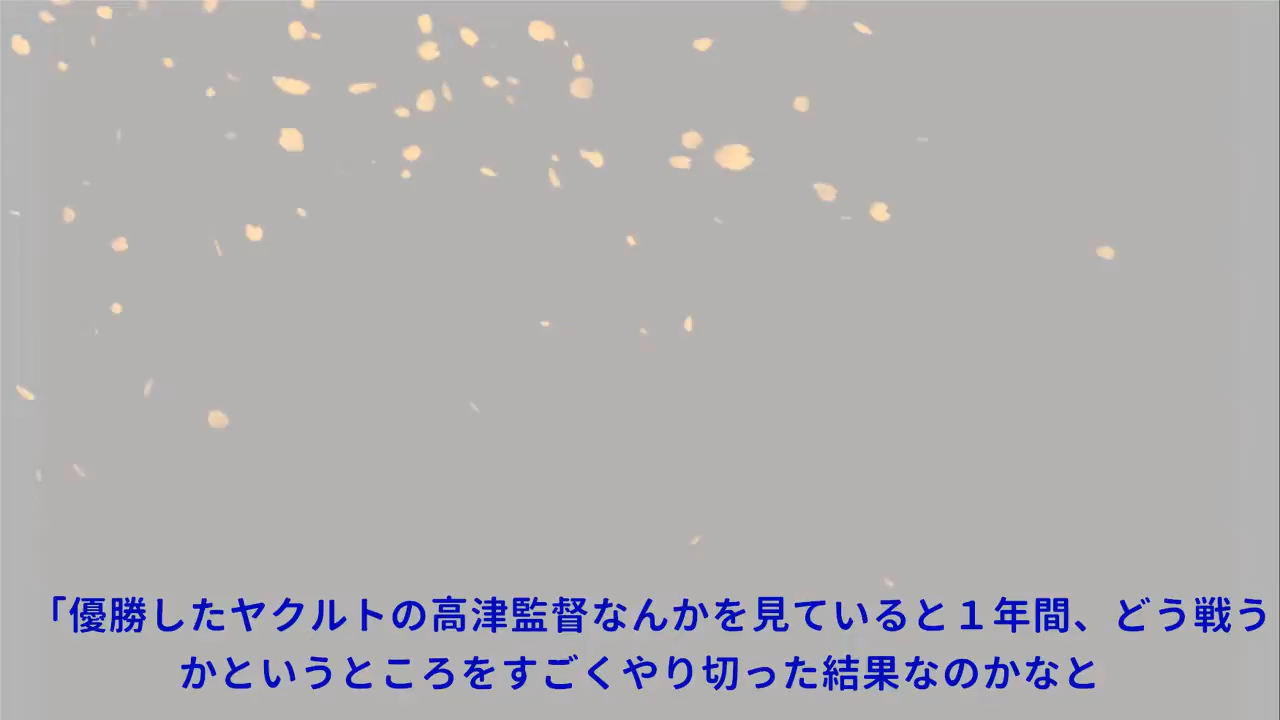 「優勝したヤクルトの高津監督なんかを見ていると１年間、どう戦う
かというところをすごくやり切った結果なのかなと